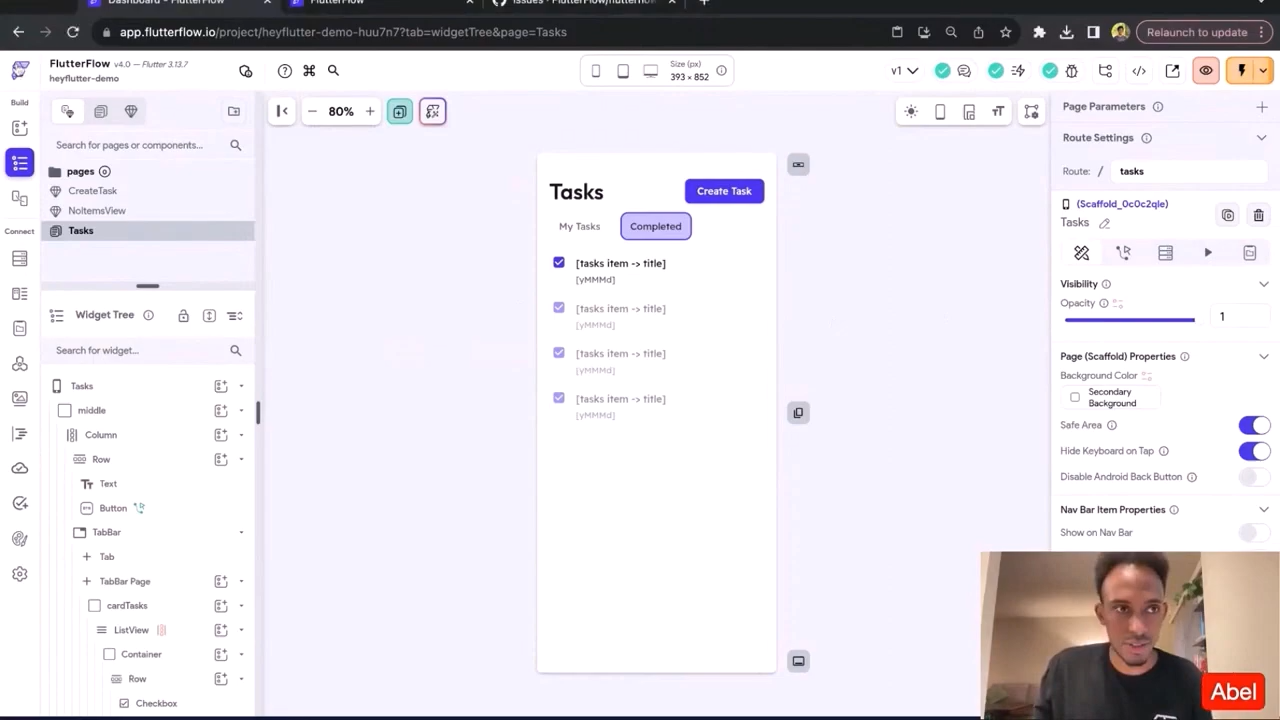 Dashboard - FlutterFlow
FlutterFlow
Issues · FlutterFlow/flutterflow
app.flutterflow.io/project/heyflutter-demo-huu7n7?tab=widgetTree&page=Tasks
Relaunch to update
FlutterFlow v4.0 – Flutter 3.13.7
heyflutter-demo
Size (px)
393 × 852
v1
Build
Connect
Search for pages or components...
pages
CreateTask
NoItemsView
Tasks
Widget Tree
Search for widget...
Tasks
middle
Column
Row
Text
Button
TabBar
Tab
TabBar Page
cardTasks
ListView
Container
Row
Checkbox
80%
Tasks
Create Task
My Tasks
Completed
[tasks item -> title]
[yMMMd]
[tasks item -> title]
[yMMMd]
[tasks item -> title]
[yMMMd]
[tasks item -> title]
[yMMMd]
Page Parameters
Route Settings
Route: / tasks
(Scaffold_0c0c2qle)
Tasks
Visibility
Opacity
1
Page (Scaffold) Properties
Background Color
Secondary
Background
Safe Area
Hide Keyboard on Tap
Disable Android Back Button
Nav Bar Item Properties
Show on Nav Bar
Abel